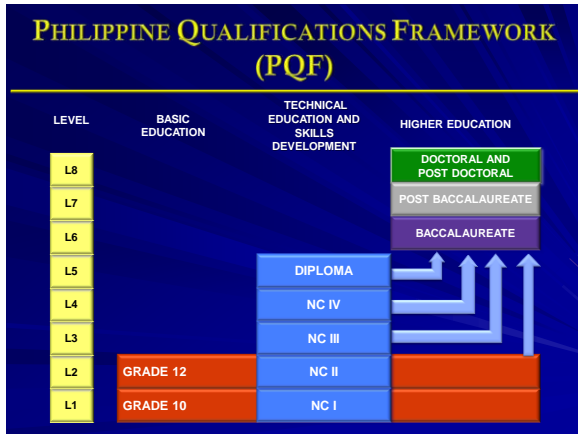 PHILIPPINE QUALIFICATIONS FRAMEWORK
(PQF)
LEVEL
BASIC
EDUCATION
TECHNICAL
EDUCATION AND
SKILLS
DEVELOPMENT
HIGHER EDUCATION
L8
DOCTORAL AND
POST DOCTORAL
L7
POST BACCALAUREATE
L6
BACCALAUREATE
L5
DIPLOMA
L4
NC IV
L3
NC III
L2
GRADE 12
NC II
L1
GRADE 10
NC I